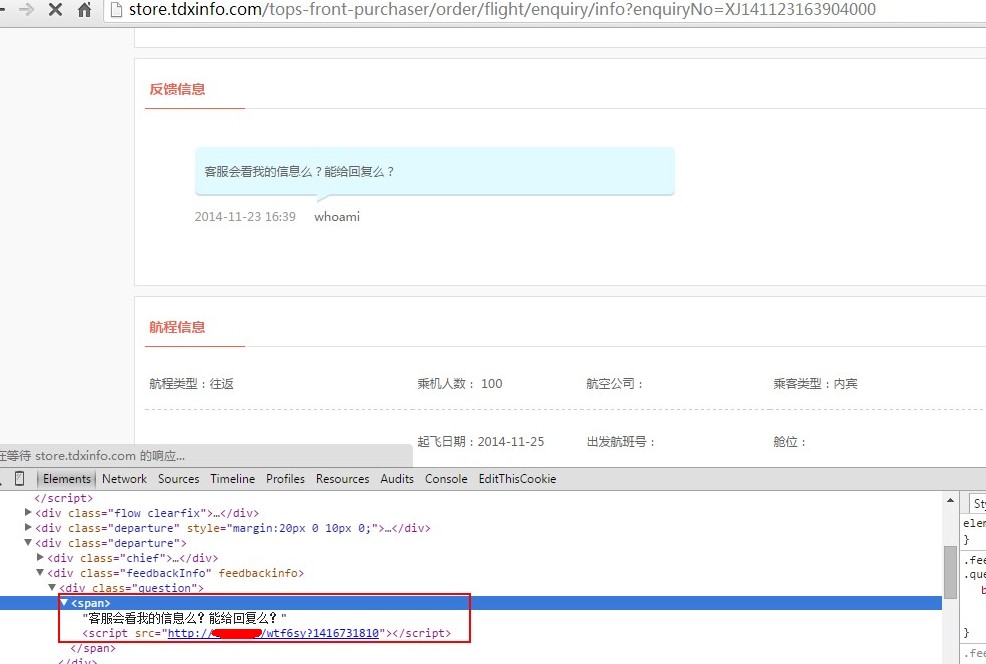 store.tdxinfo.com/tops-front-purchaser/order/flight/enquiry/info?enquiryNo=XJ141123163904000
反馈信息
客服会看我的信息么？能给回复么？
2014-11-23 16:39 whoami
航程信息
航程类型：往返 乘机人数： 100 航空公司： 乘客类型：内宾
起飞日期：2014-11-25 出发航班号： 舱位：
在等待 store.tdxinfo.com 的响应...
Elements Network Sources Timeline Profiles Resources Audits Console EditThisCookie
</script>
<div class="flow clearfix">…</div>
<div class="departure" style="margin:20px 0 10px 0;">…</div>
<div class="departure">
<div class="chief">…</div>
<div class="feedbackInfo" feedbackinfo>
<div class="question">
<span>
"客服会看我的信息么？能给回复么？"
<script src="http:// /wtf6sy?1416731810"></script>
</span>
</div>
Sty
elem
}
.fee
.que
b
}
.fee